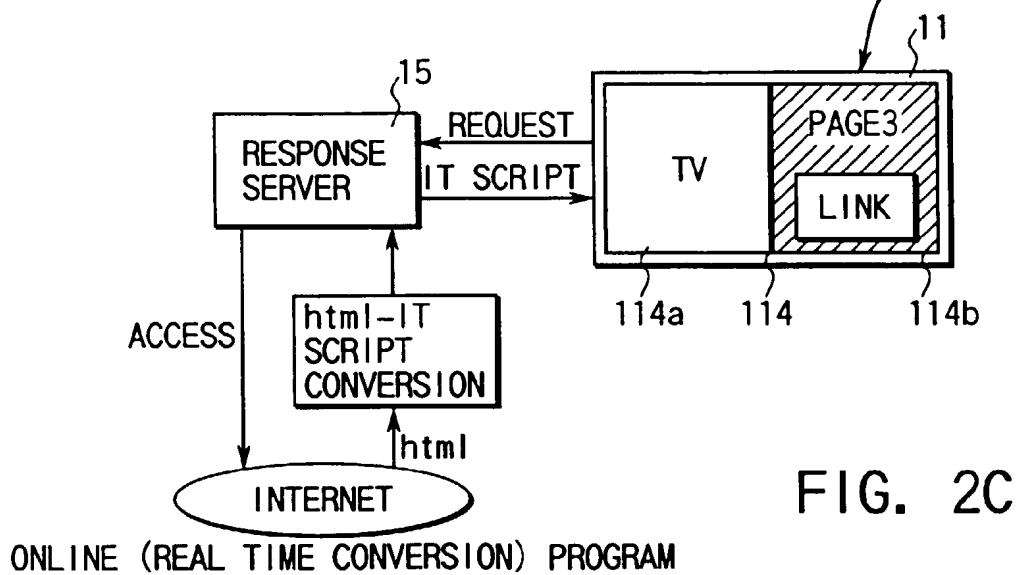 11
15
REQUEST
PAGE3
RESPONSE
SERVER
TV
IT SCRIPT
LINK
114a
114
114b
html-IT
SCRIPT
CONVERSION
ACCESS
html
INTERNET
FIG. 2C
ONLINE (REAL TIME CONVERSION) PROGRAM